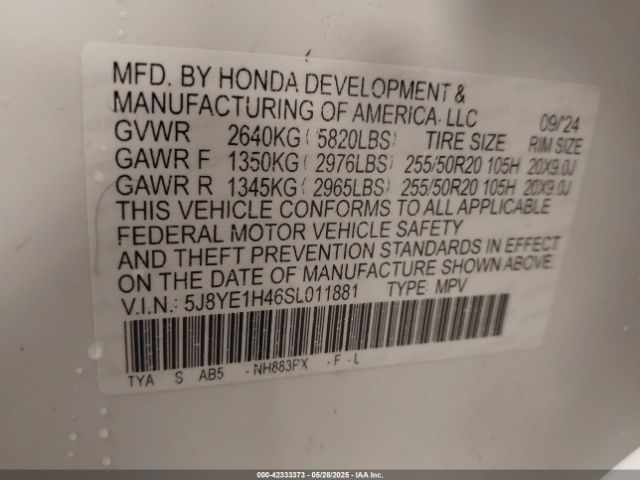 MFD. BY HONDA DEVELOPMENT &
MANUFACTURING OF AMERICA. LLC 09/24
GVWR 2640KG ( 5820LBS) TIRE SIZE RIM SIZE
GAWR F 1350KG ( 2976LBS) 255/50R20 105H 20X9.0J
GAWR R 1345KG ( 2965LBS) 255/50R20 105H 20X9.0J
THIS VEHICLE CONFORMS TO ALL APPLICABLE
FEDERAL MOTOR VEHICLE SAFETY
AND THEFT PREVENTION STANDARDS IN EFFECT
ON THE DATE OF MANUFACTURE SHOWN ABOVE.
V.I.N.: 5J8YE1H46SL011881 TYPE: MPV
TYA S AB5 -NH883PX -F-L
000-42333373 - 05/28/2025 - IAA Inc.